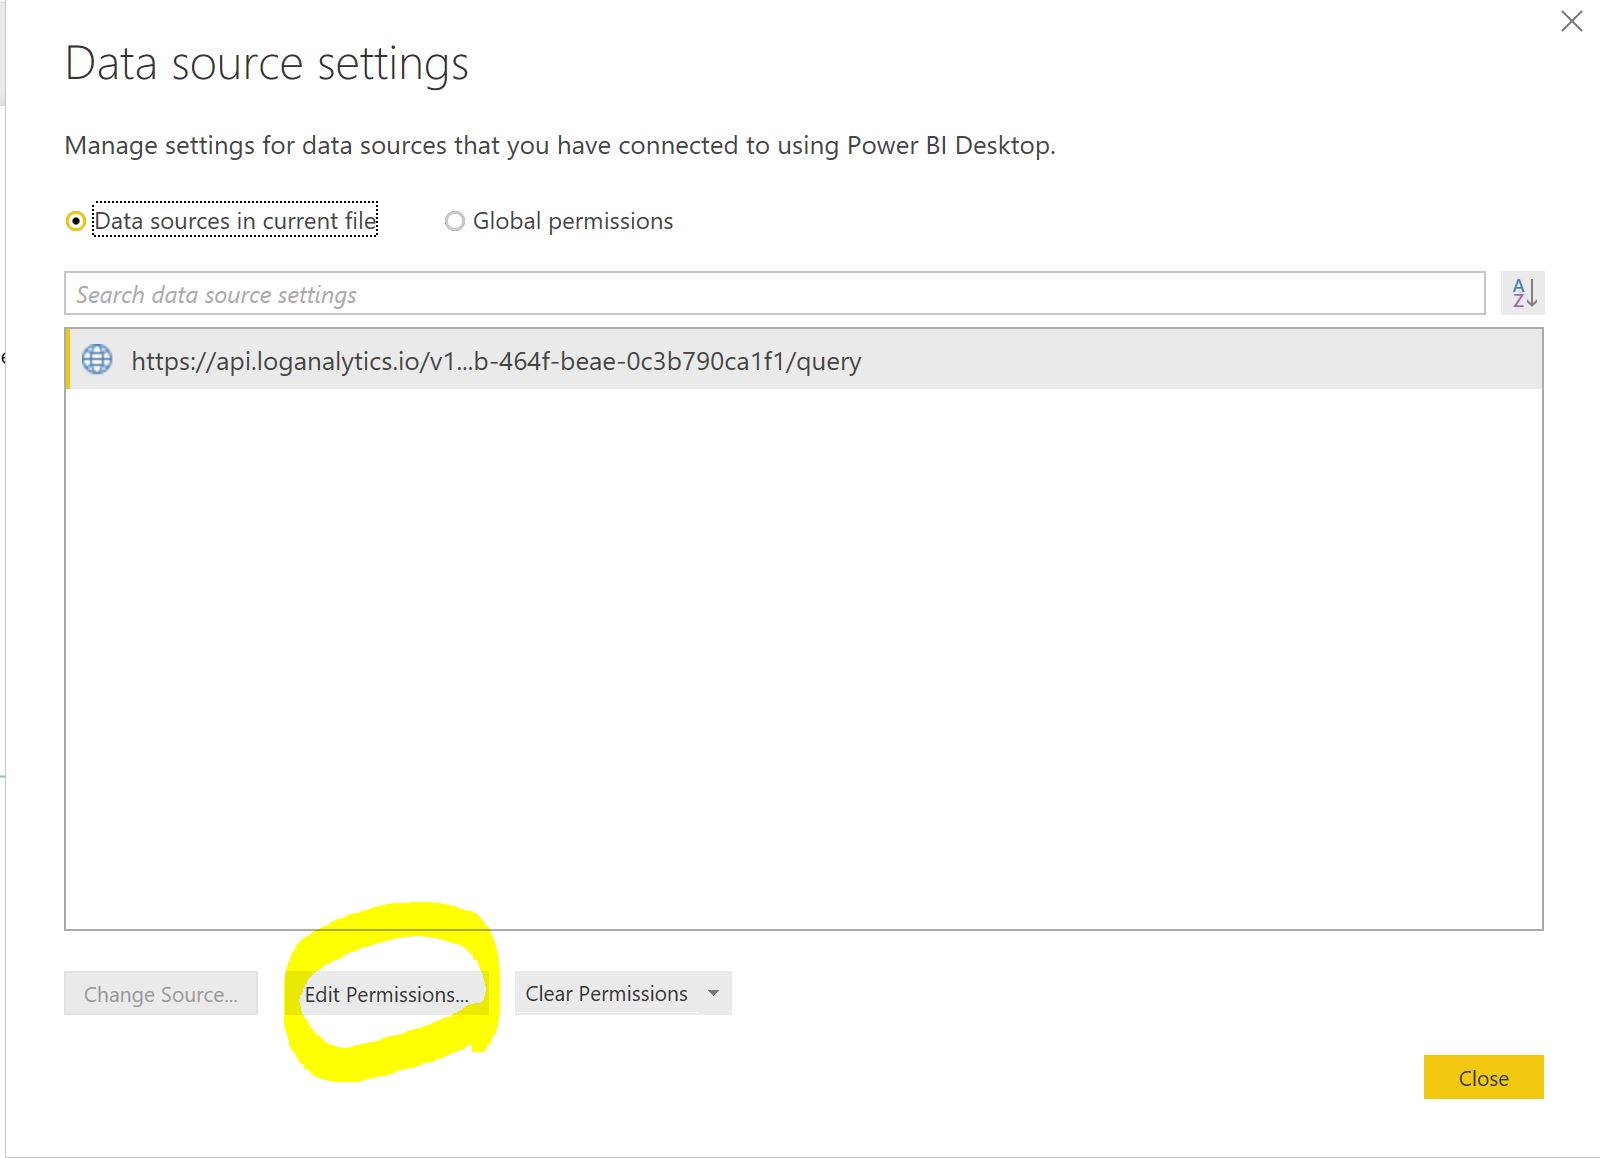 Data source settings
Manage settings for data sources that you have connected to using Power BI Desktop.
Data sources in current file Global permissions
Search data source settings
A
Z
https://api.loganalytics.io/v1...b-464f-beae-0c3b790ca1f1/query
Change Source... Edit Permissions... Clear Permissions
Close